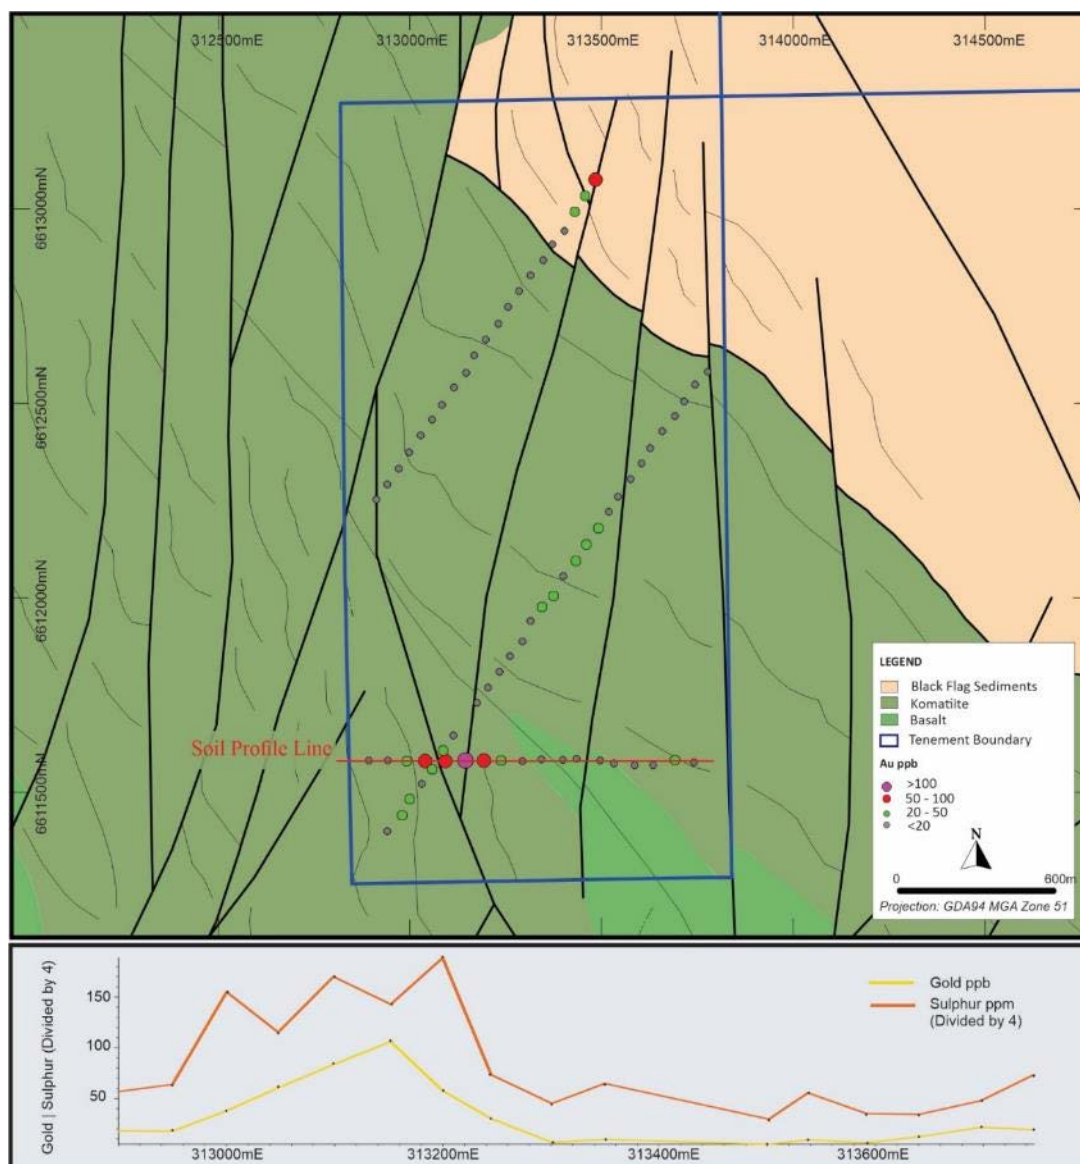 312500mE
313000mE
313500mE
314000mE
314500mE
6613000mN
6612500mN
6612000mN
6611500mN
Soil Profile Line
LEGEND
Black Flag Sediments
Komatiite
Basalt
Tenement Boundary
Au ppb
>100
50 - 100
20 - 50
<20
N
0
600m
Projection: GDA94 MGA Zone 51
Gold | Sulphur (Divided by 4)
150
100
50
Gold ppb
Sulphur ppm
(Divided by 4)
313000mE
313200mE
313400mE
313600mE